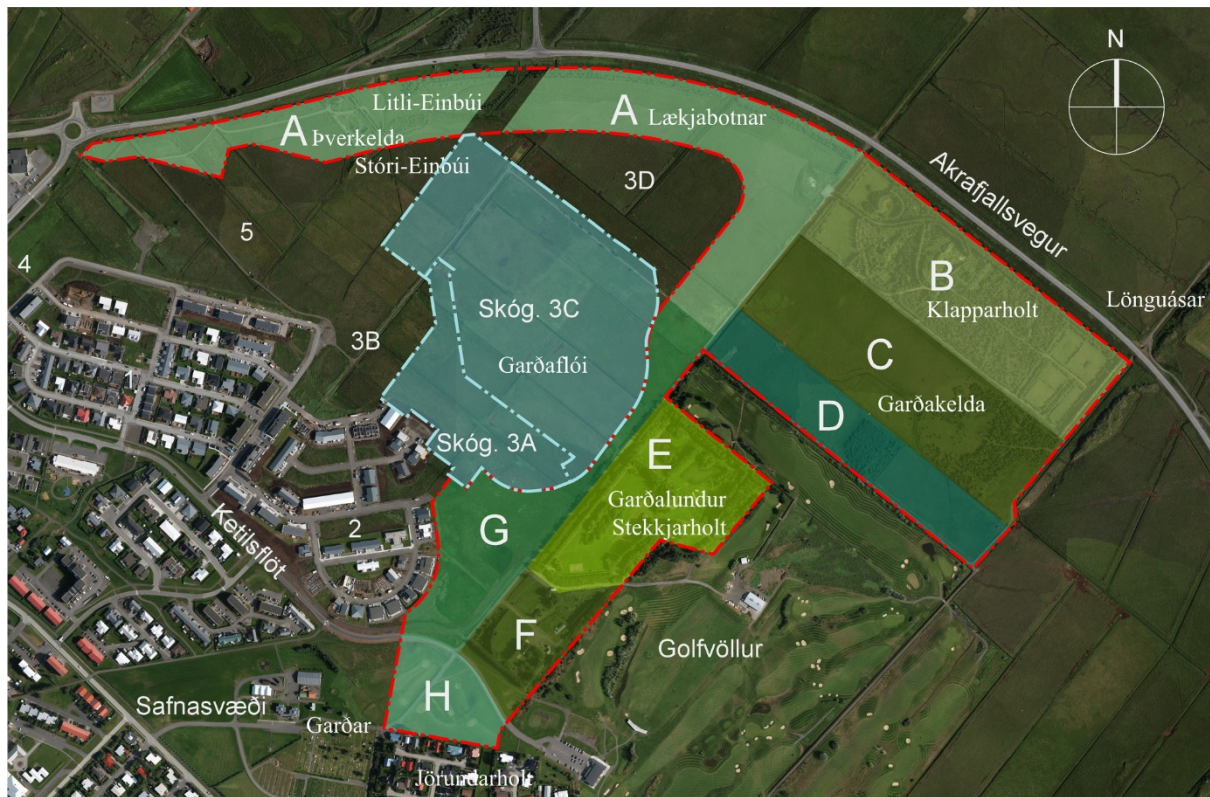 N
Litli-Einbúi
A Þverkelda
A Lækjabotnar
Stóri-Einbúi
3D
Akrafjallsvegur
5
4
B
Klapparholt
Lönguásar
Skóg. 3C
3B
Garðaflói
C
Garðakelda
1
D
Skóg. 3A
E
Garðalundur
Stekkjarholt
Ketilsflöt
2
G
F
Golfvöllur
H
Safnasvæði
Garðar
Jörundarholt